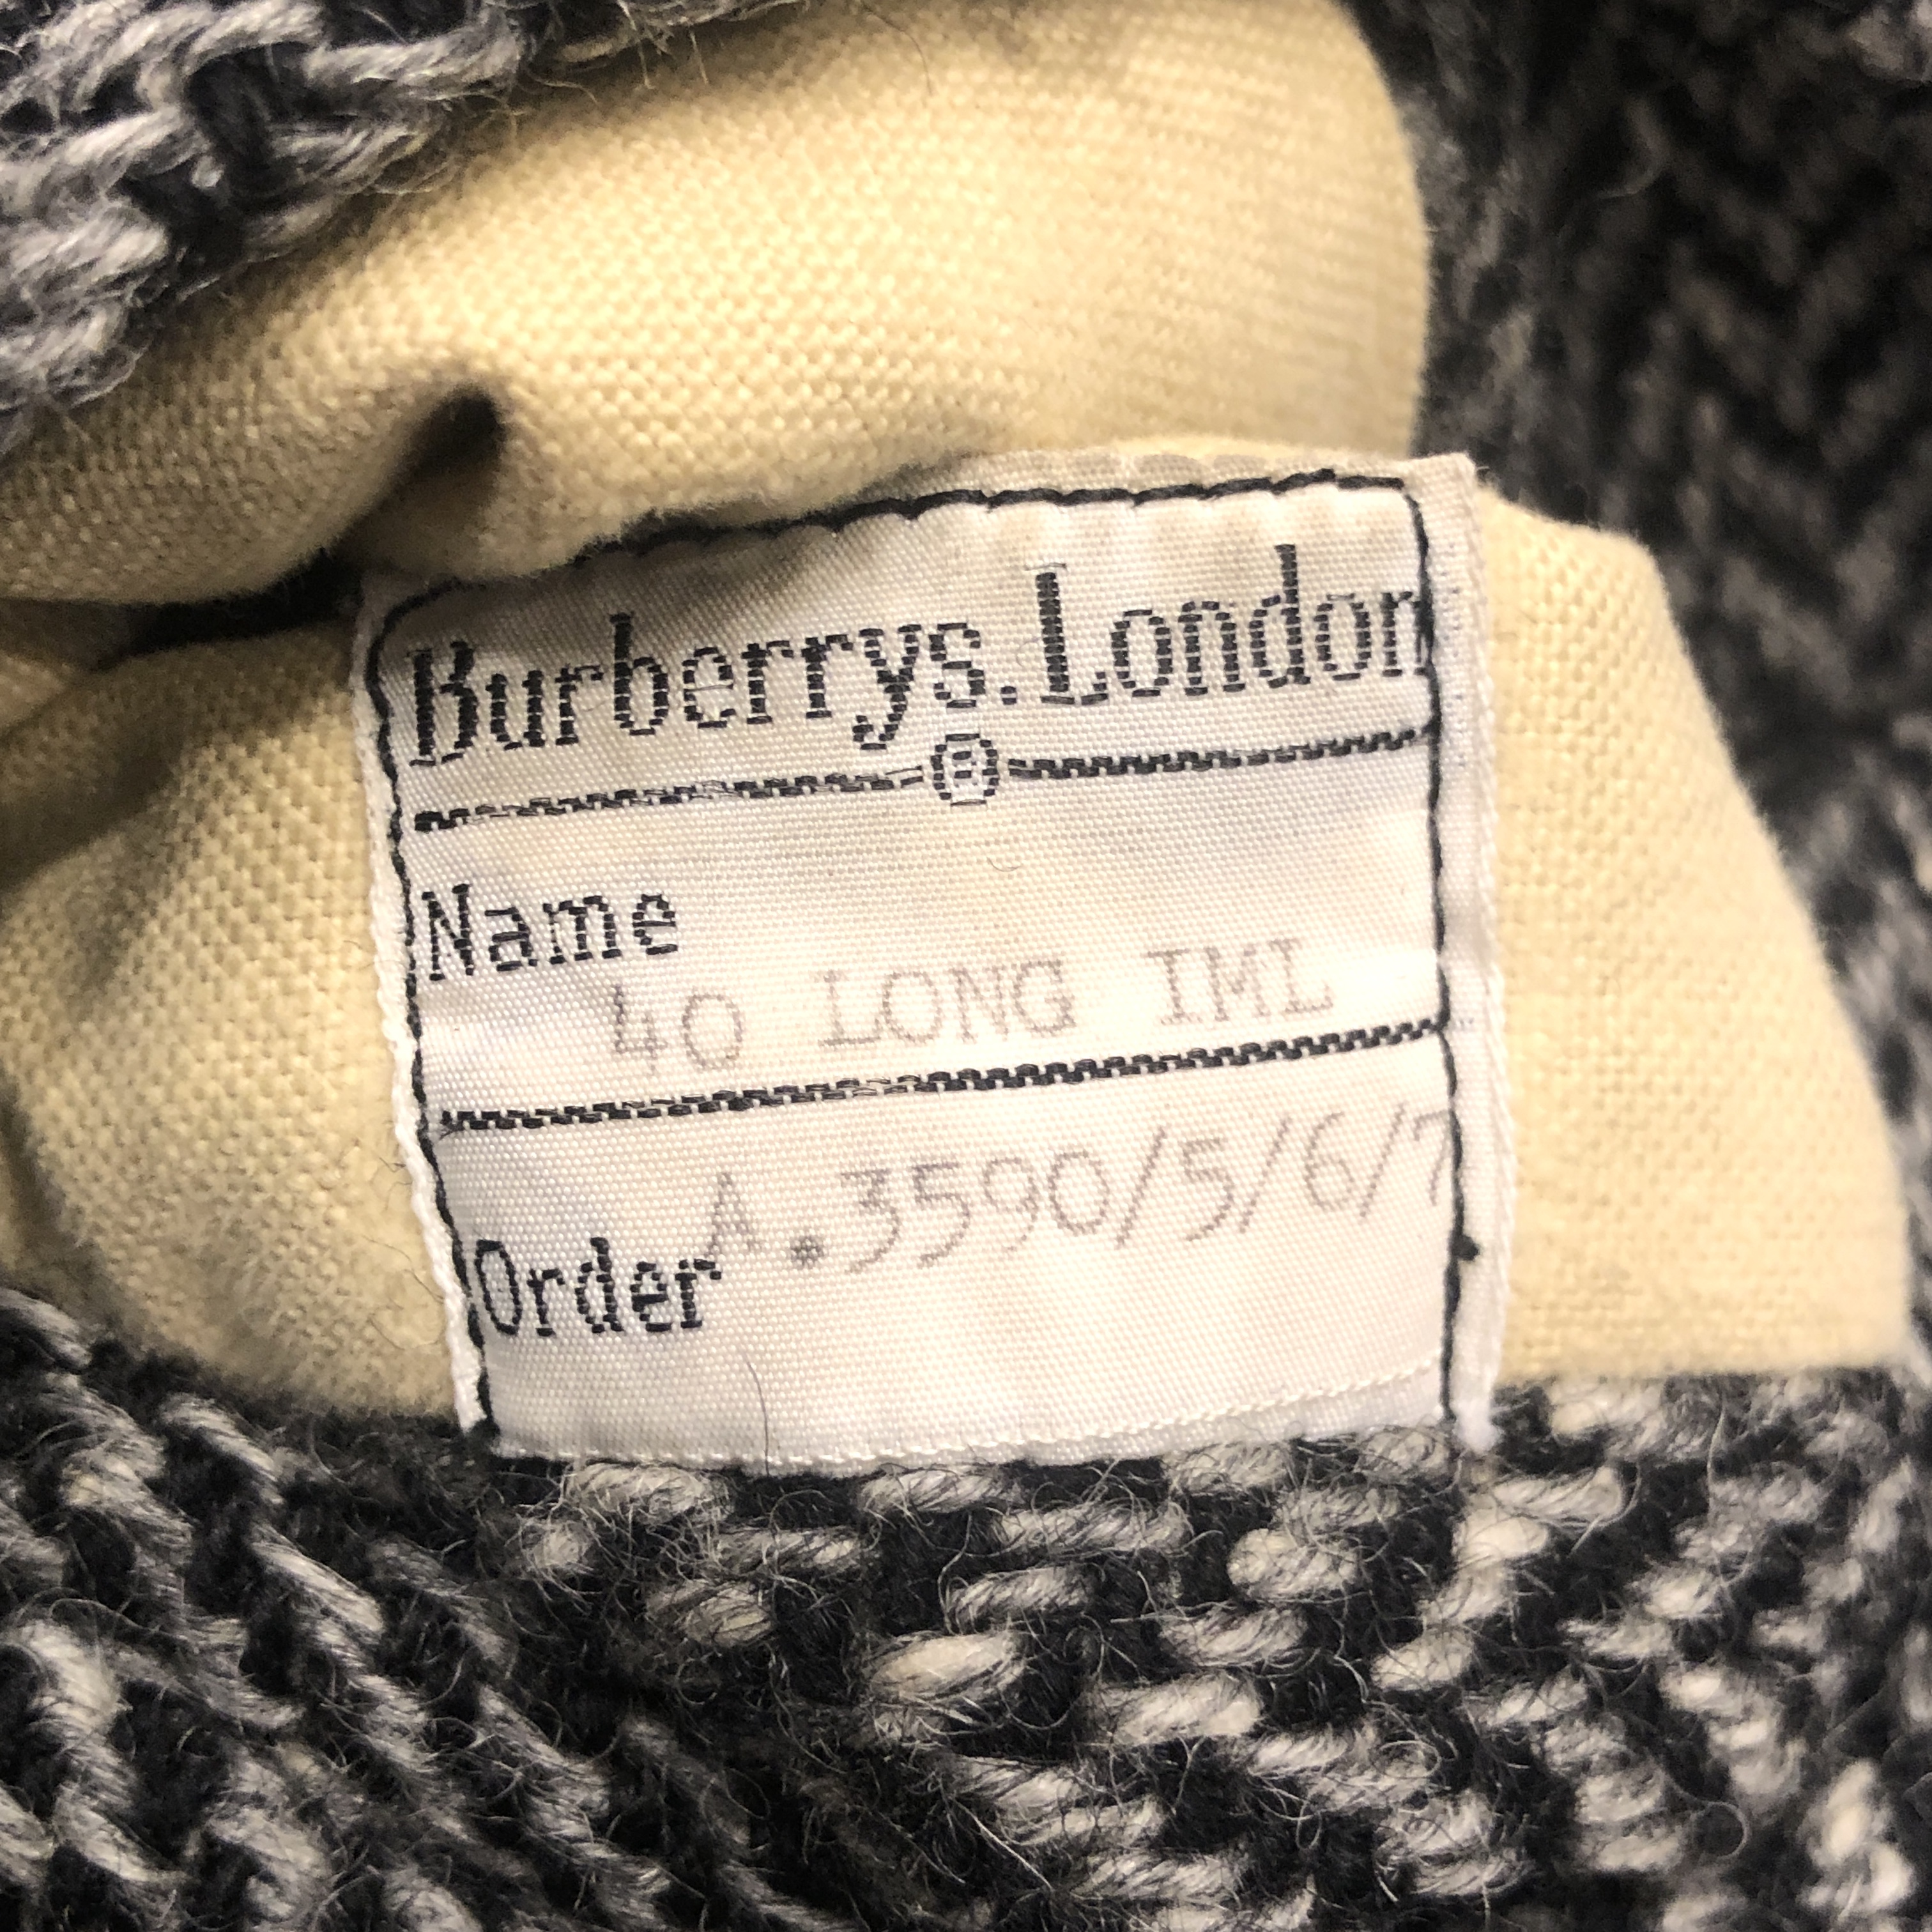 Burberrys. London
®
Name
40 LONG IML
A.3590/5/6/7
Order